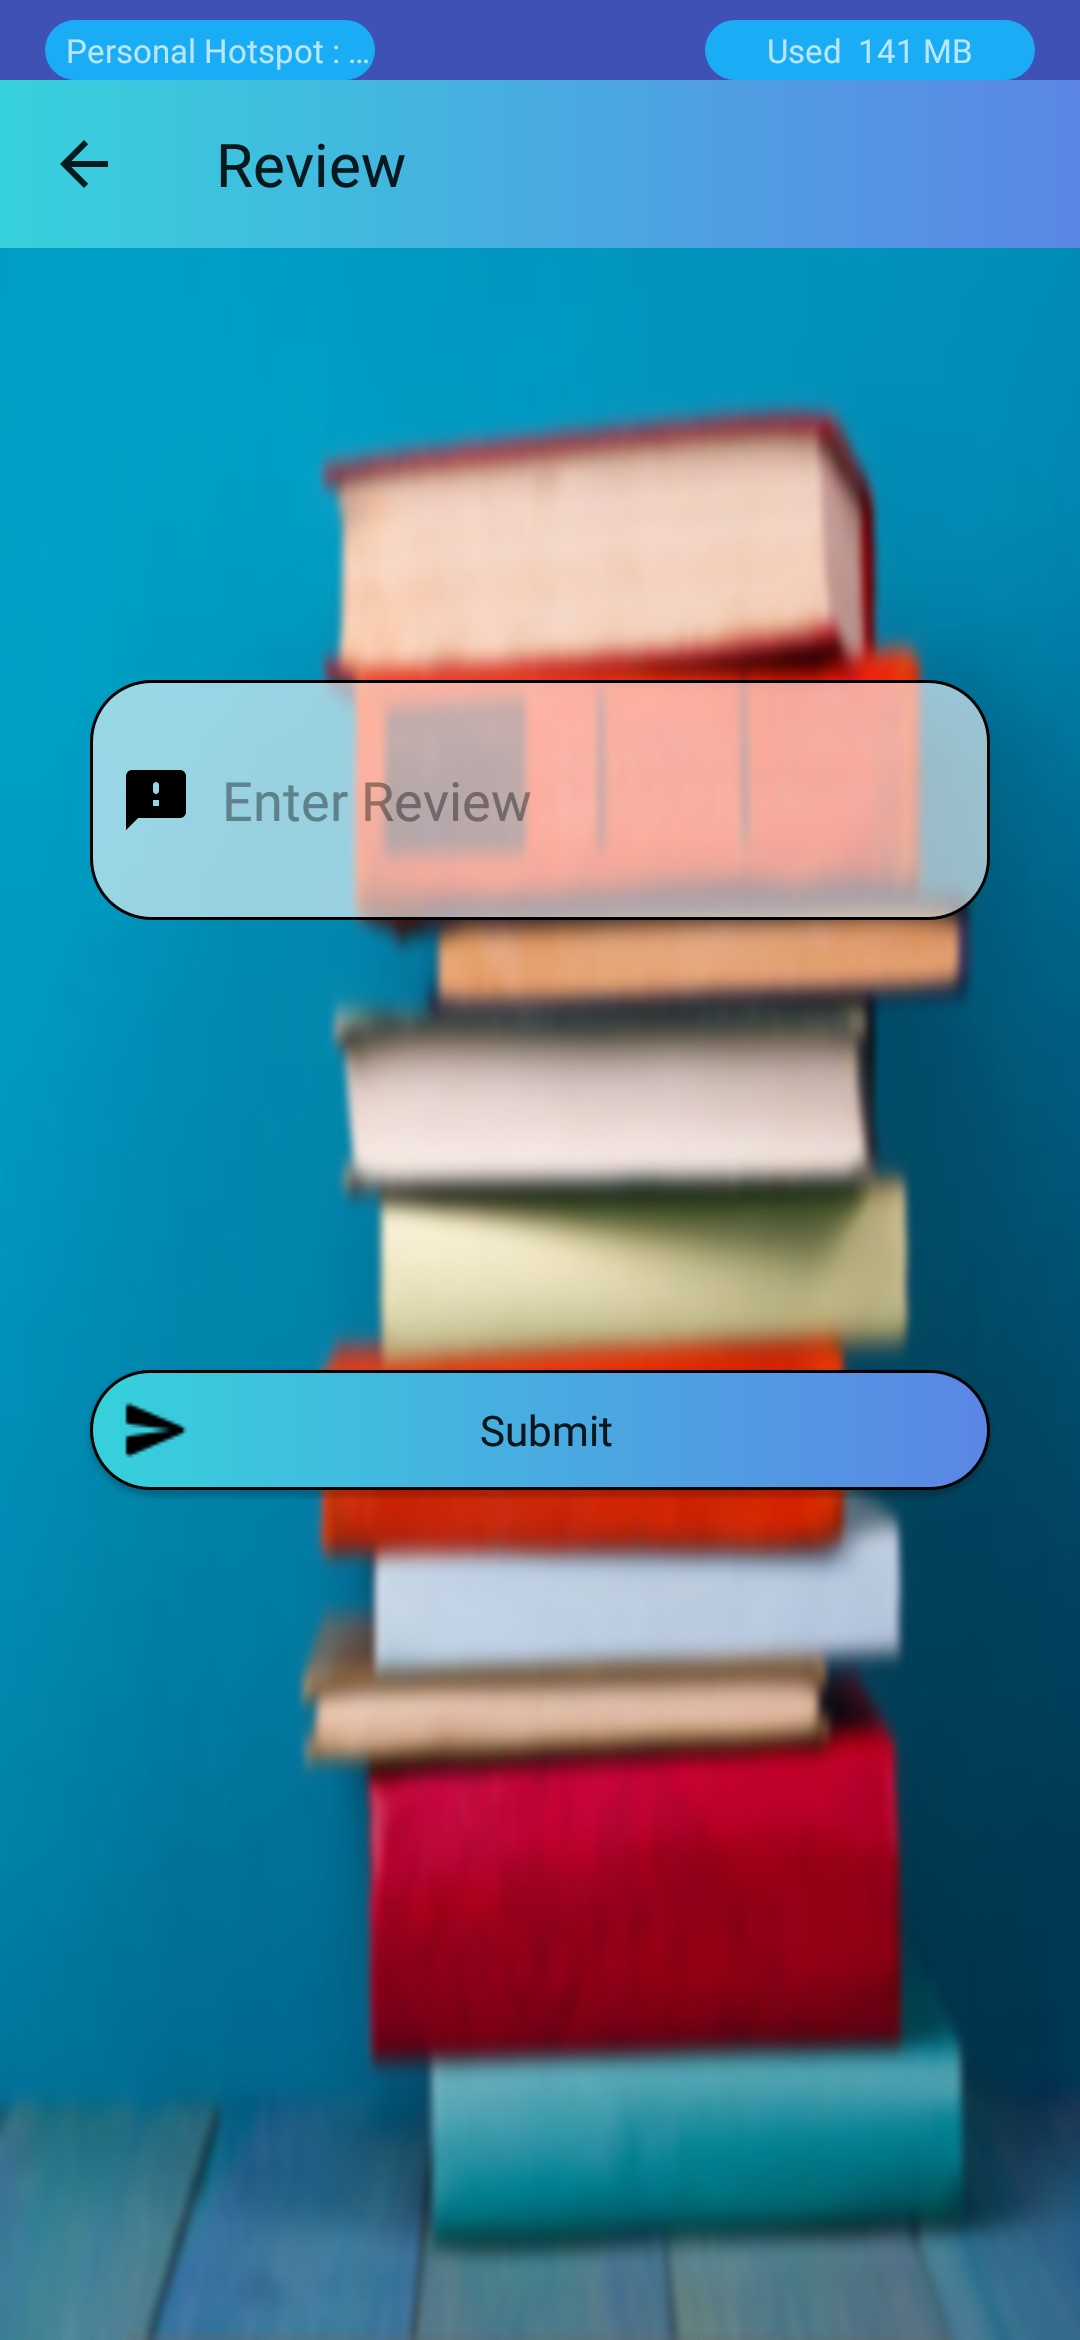 Personal Hotspot : ...
Used 141 MB
Review
Enter Review
Submit